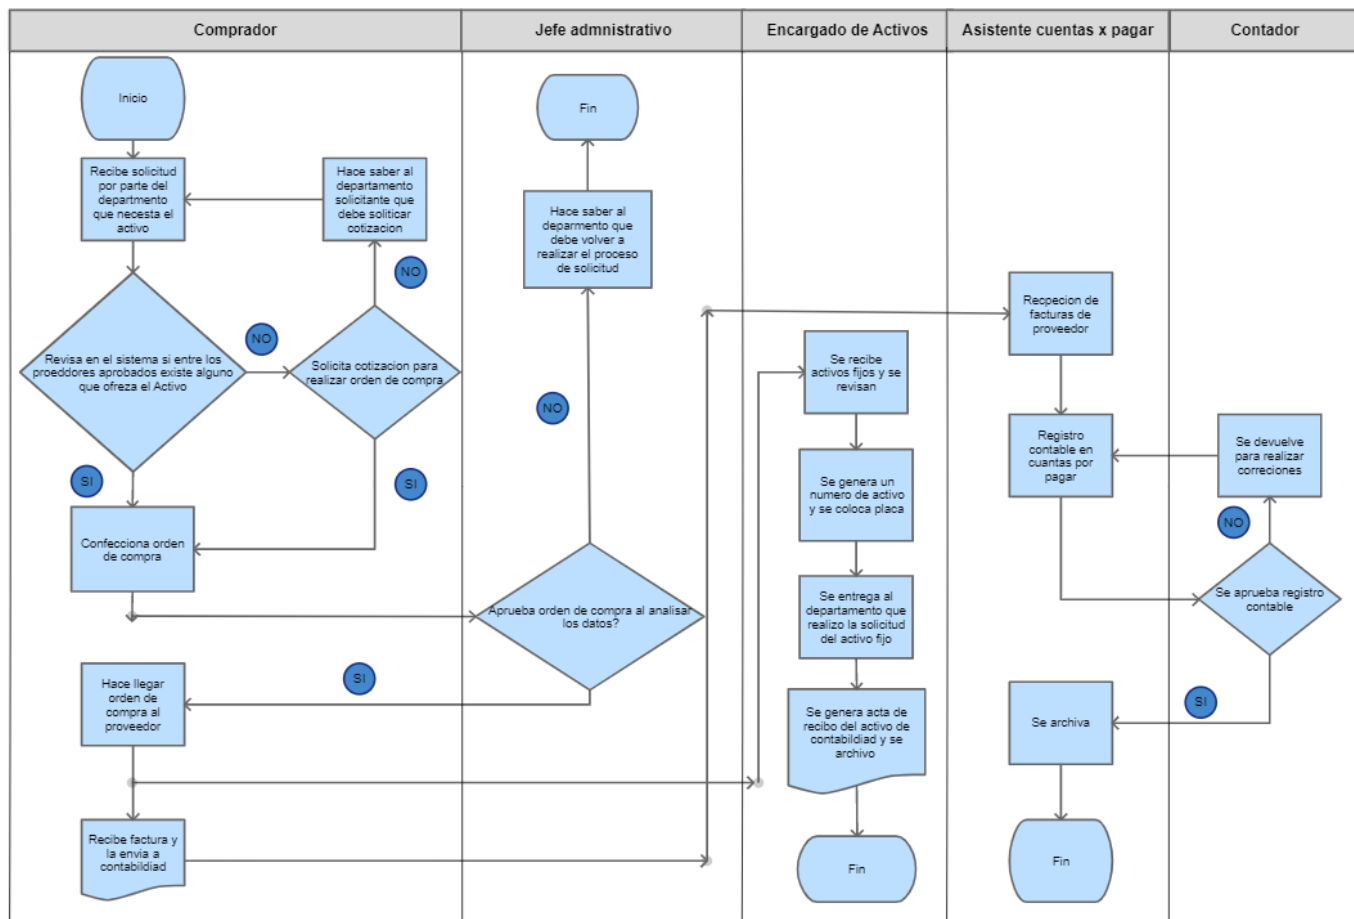 Comprador
Jefe admnistrativo
Encargado de Activos
Asistente cuentas x pagar
Contador
Inicio
Recibe solicitud
por parte del
departmento
que necesta el
activo
Hace saber al
departamento
solicitante que
debe soliticar
cotizacion
NO
Revisa en el sistema si entre los
proeddores aprobados existe alguno
que ofreza el Activo
NO
Solicita cotizacion para
realizar orden de compra
SI
SI
Confecciona orden
de compra
Hace llegar
orden de
compra al
proveedor
Recibe factura y
la envia a
contabildiad
Fin
Hace saber al
deparmento que
debe volver a
realizar el proceso
de solicitud
NO
Aprueba orden de compra al analisar
los datos?
SI
Se recibe
activos fijos y se
revisan
Se genera un
numero de activo
y se coloca placa
Se entrega al
departamento que
realizo la solicitud
del activo fijo
Se genera acta de
recibo del activo de
contabildiad y se
archivo
Fin
Recpecion de
facturas de
proveedor
Registro
contable en
cuantas por
pagar
Se archiva
Fin
Se devuelve
para realizar
correciones
NO
Se aprueba registro
contable
SI